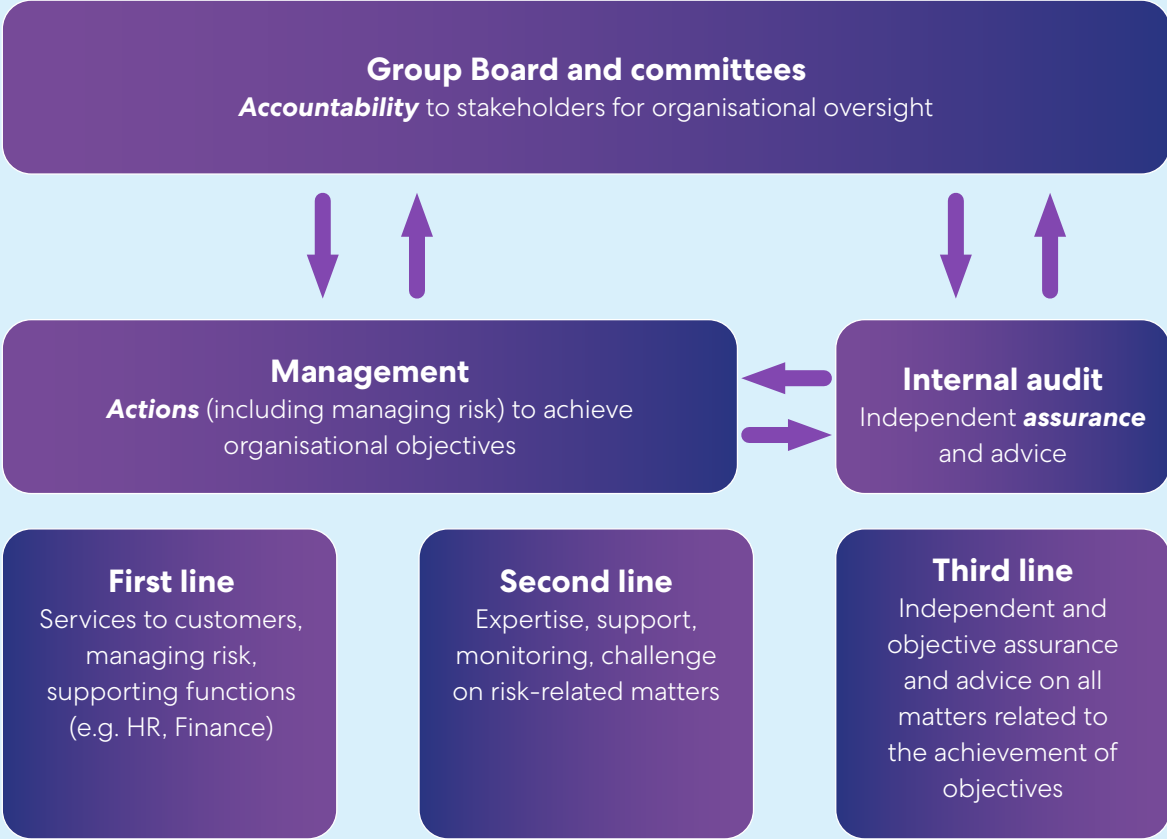 Group Board and committees
Accountability to stakeholders for organisational oversight
Management
Actions (including managing risk) to achieve
organisational objectives
Internal audit
Independent assurance
and advice
First line
Services to customers,
managing risk,
supporting functions
(e.g. HR, Finance)
Second line
Expertise, support,
monitoring, challenge
on risk-related matters
Third line
Independent and
objective assurance
and advice on all
matters related to
the achievement of
objectives